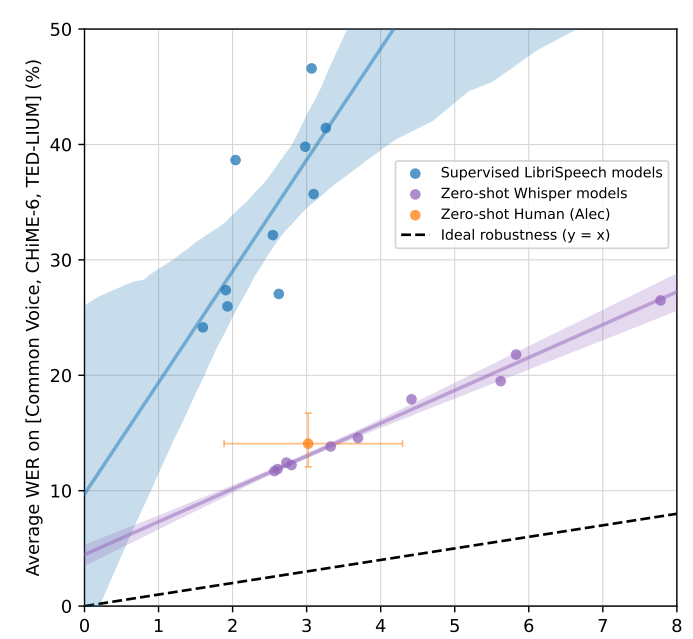 Average WER on [Common Voice, CHiME-6, TED-LIUM] (%)
50
40
30
20
10
0
Supervised LibriSpeech models
Zero-shot Whisper models
Zero-shot Human (Alec)
Ideal robustness (y = x)
0 1 2 3 4 5 6 7 8